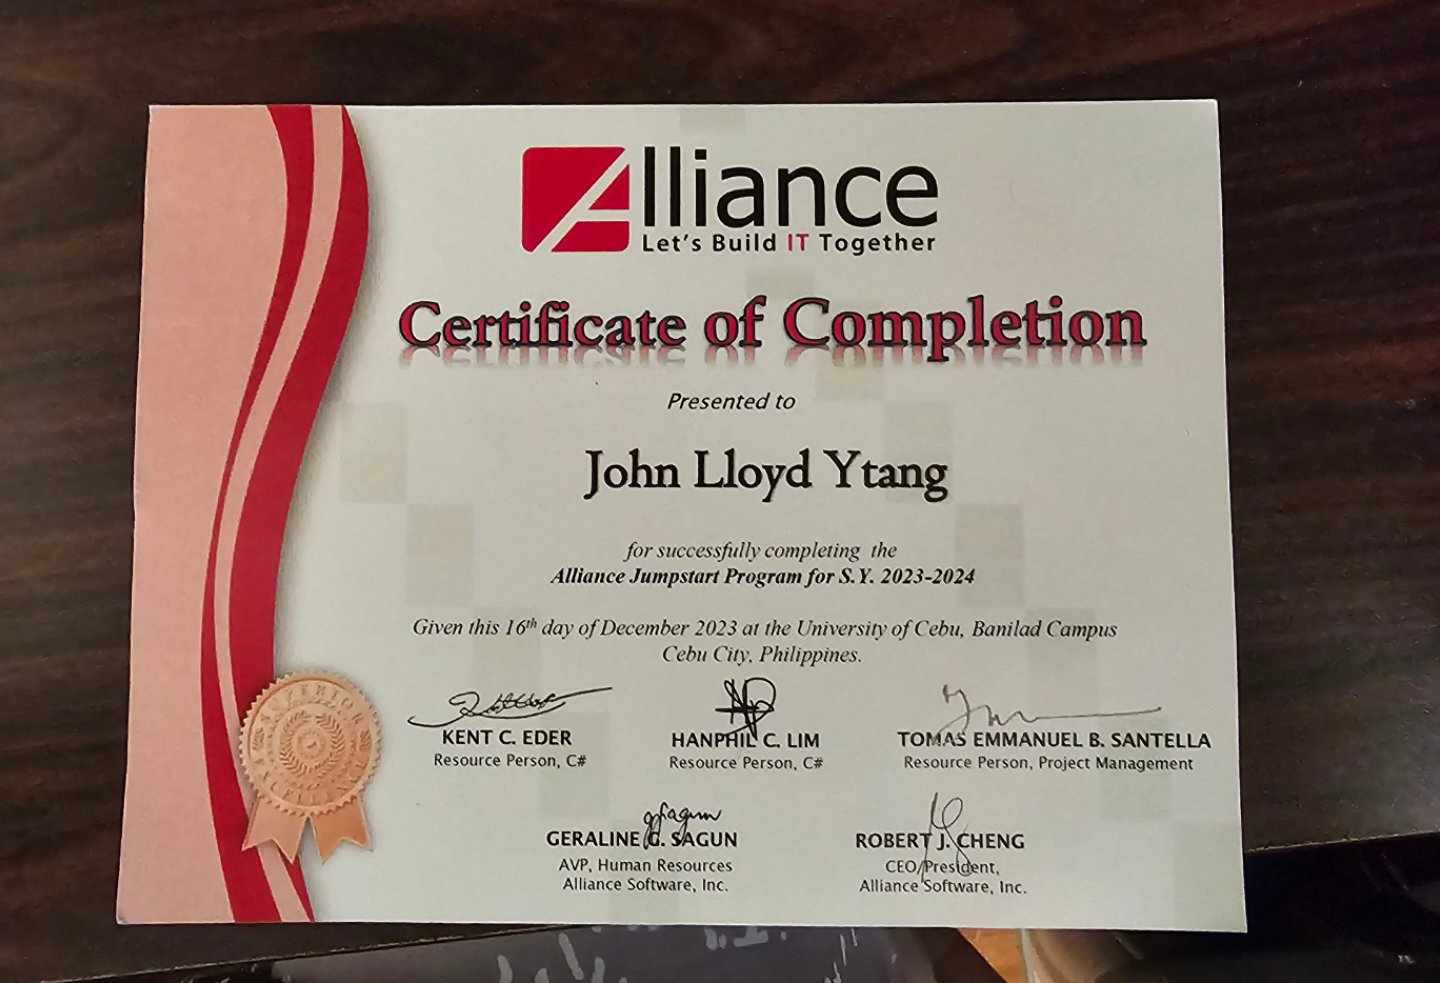 Alliance
Let's Build IT Together
Certificate of Completion
Presented to
John Lloyd Ytang
for successfully completing the
Alliance Jumpstart Program for S.Y. 2023-2024
Given this 16th day of December 2023 at the University of Cebu, Banilad Campus
Cebu City, Philippines.
KENT C. EDER
Resource Person, C#
HANPHIL C. LIM
Resource Person, C#
TOMAS EMMANUEL B. SANTELLA
Resource Person, Project Management
GERALINE G. SAGUN
AVP, Human Resources
Alliance Software, Inc.
ROBERT J. CHENG
CEO/President,
Alliance Software, Inc.